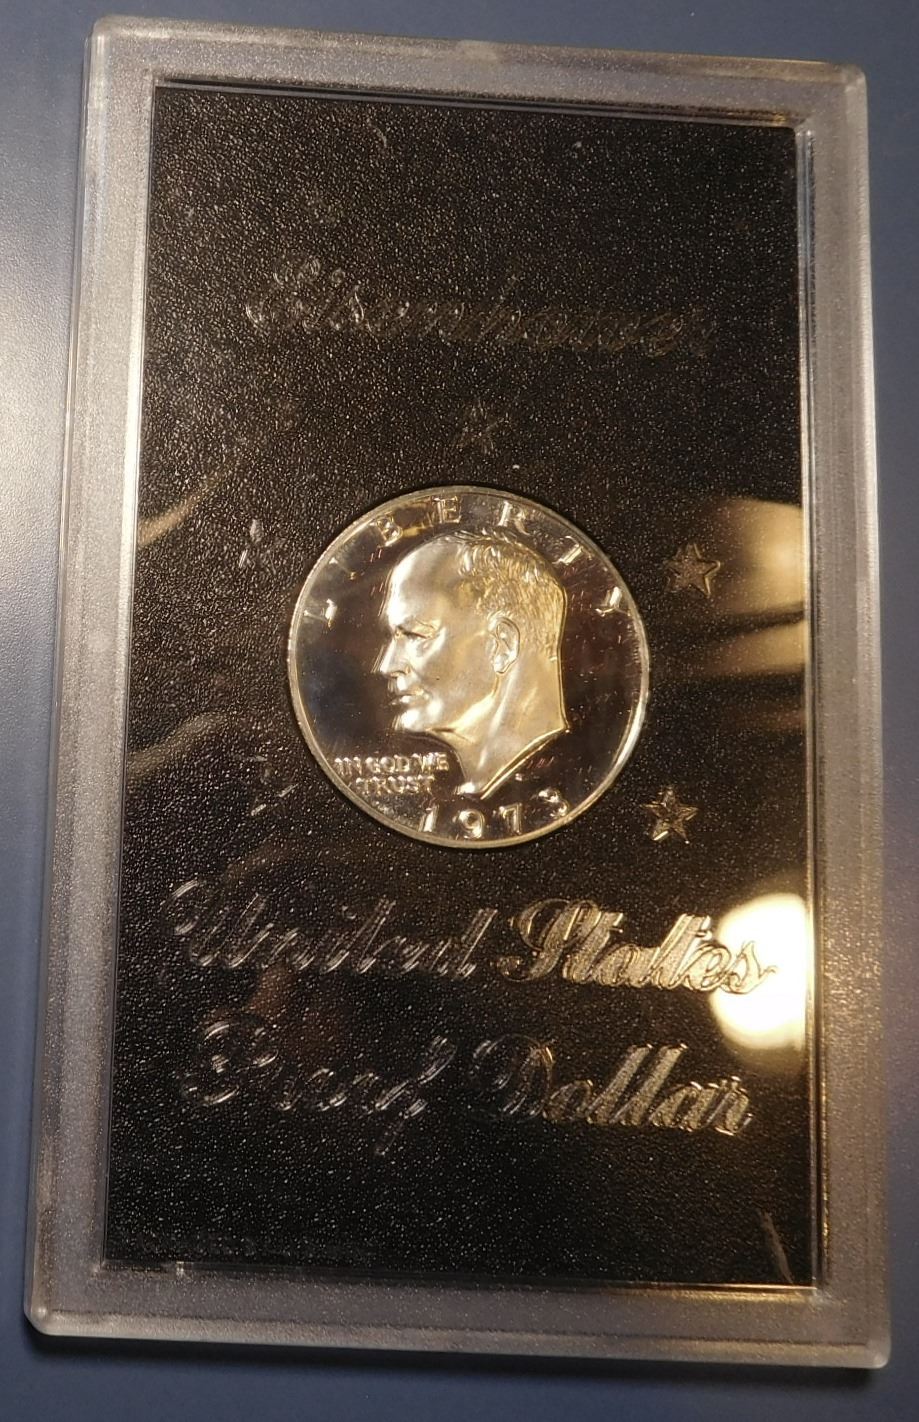 Eisenhower
LIBERTY
IN GOD WE
TRUST
1973
United States
Proof Dollar